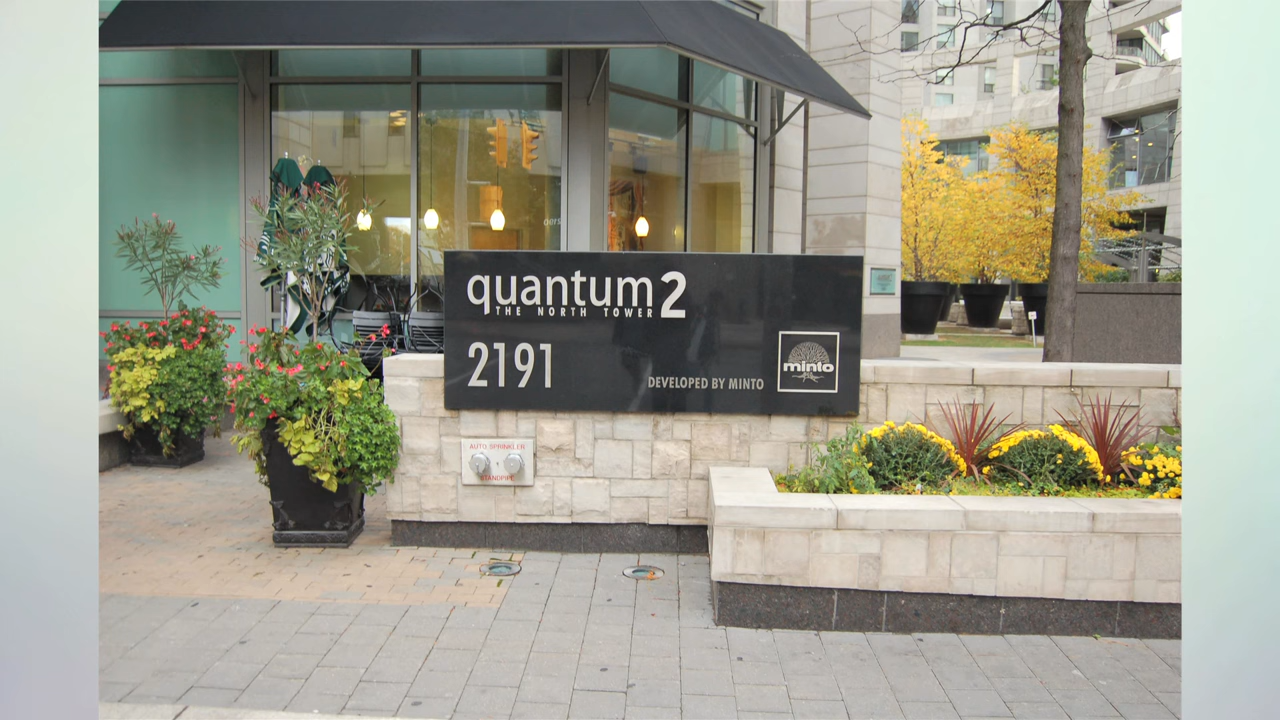 quantum2
THE NORTH TOWER
2191
DEVELOPED BY MINTO
minto
AUTO SPRINKLER
STANDPIPE